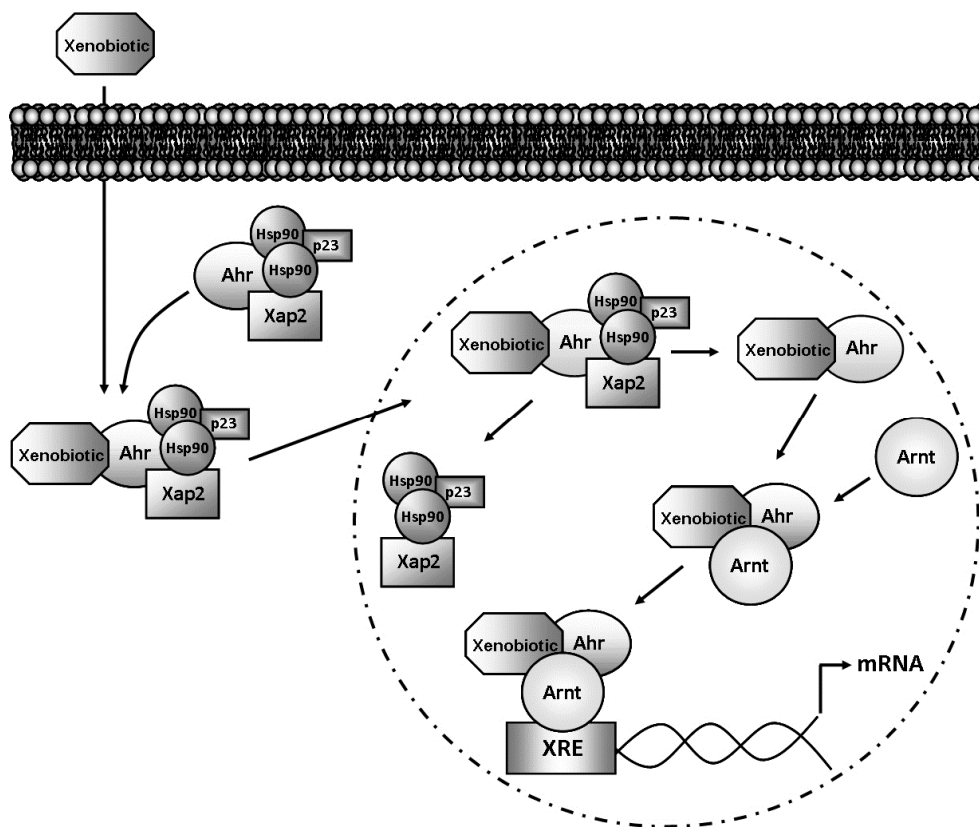 Xenobiotic
Hsp90
p23
Ahr
Hsp90
Xap2
Hsp90
p23
Xenobiotic
Ahr
Hsp90
Xap2
Hsp90
p23
Xenobiotic
Ahr
Hsp90
Xap2
Xenobiotic
Ahr
Hsp90
p23
Hsp90
Xap2
Arnt
Xenobiotic
Ahr
Arnt
Xenobiotic
Ahr
Arnt
XRE
mRNA